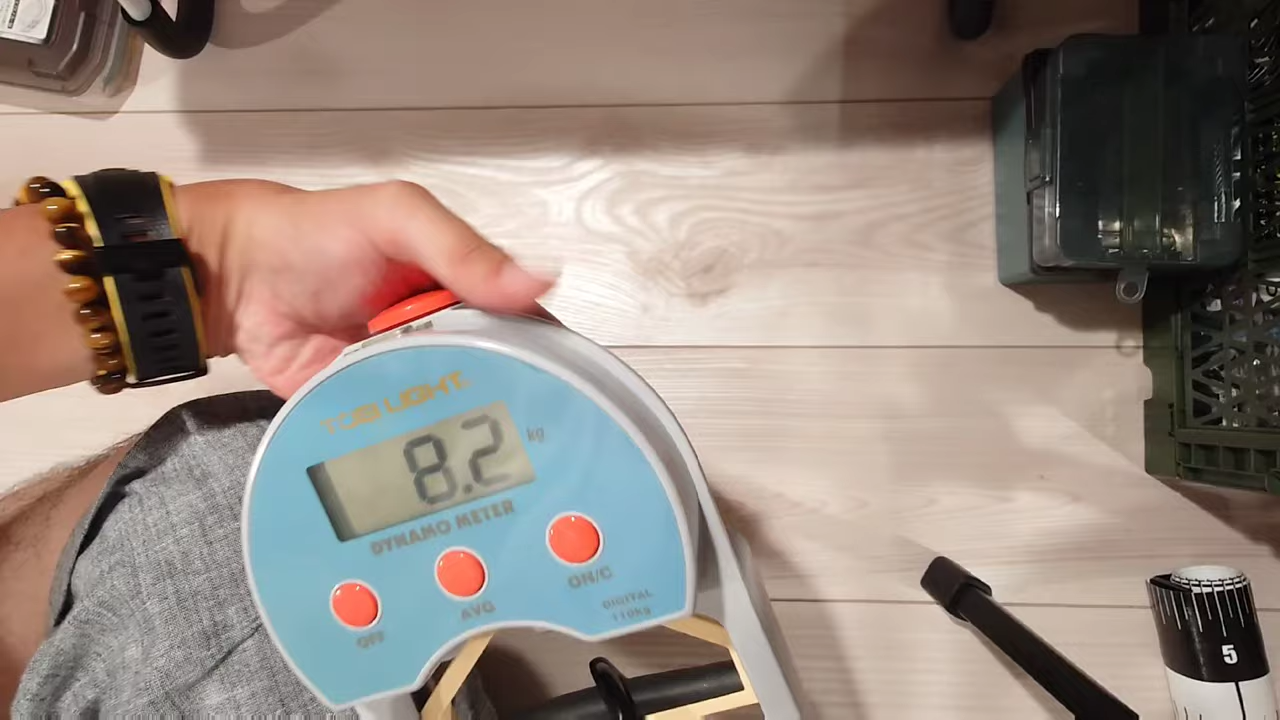 TOEI LIGHT
8.2 kg
DYNAMO METER
OFF
AVG
ON/C
DIGITAL
110kg
5